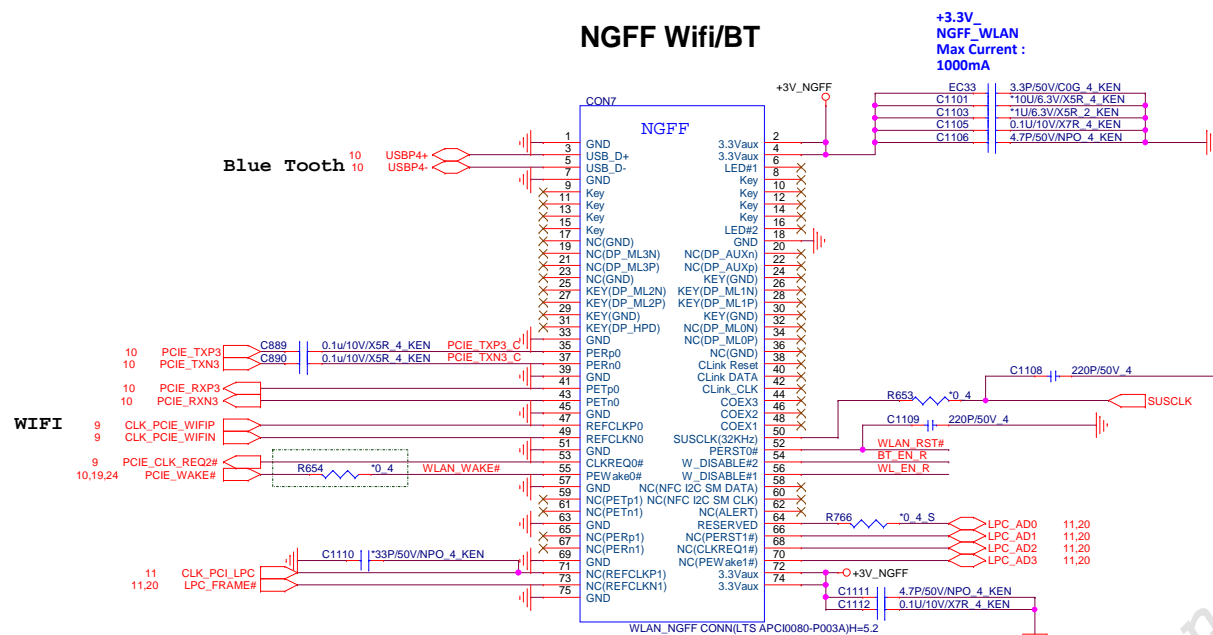 NGFF Wifi/BT
+3.3V_
NGFF_WLAN
Max Current :
1000mA
+3V_NGFF
EC33 3.3P/50V/C0G_4_KEN
C1101 *10U/6.3V/X5R_4_KEN
C1103 *1U/6.3V/X5R_2_KEN
C1105 0.1U/10V/X7R_4_KEN
C1106 4.7P/50V/NPO_4_KEN
CON7
NGFF
Blue Tooth
10 USBP4+
10 USBP4-
1 GND
3 USB_D+
5 USB_D-
7 GND
9 Key
11 Key
13 Key
15 Key
17 NC(GND)
19 NC(DP_ML3N)
21 NC(DP_ML3P)
23 NC(GND)
25 KEY(DP_ML2N)
27 KEY(DP_ML2P)
29 KEY(GND)
31 KEY(DP_HPD)
33 GND
35 PERp0
37 PERn0
39 GND
41 PETp0
43 PETn0
45 GND
47 REFCLKP0
49 REFCLKN0
51 GND
53 CLKREQ0#
55 PEWake0#
57 GND
59 NC(PETp1)
61 NC(PETn1)
63 GND
65 NC(PERp1)
67 NC(PERn1)
69 GND
71 NC(REFCLKP1)
73 NC(REFCLKN1)
75 GND
3.3Vaux 2
3.3Vaux 4
LED#1 6
Key 8
Key 10
Key 12
Key 14
LED#2 16
GND 18
NC(DP_AUXn) 20
NC(DP_AUXp) 22
KEY(GND) 24
KEY(DP_ML1N) 26
KEY(DP_ML1P) 28
KEY(GND) 30
NC(DP_ML0N) 32
NC(DP_ML0P) 34
NC(GND) 36
CLink Reset 38
CLink DATA 40
CLink_CLK 42
COEX3 44
COEX2 46
COEX1 48
SUSCLK(32KHz) 50
PERST0# 52
W_DISABLE#2 54
W_DISABLE#1 56
NC(NFC I2C SM DATA) 58
NC(NFC I2C SM CLK) 60
NC(ALERT) 62
RESERVED 64
NC(PERST1#) 66
NC(CLKREQ1#) 68
NC(PEWake1#) 70
3.3Vaux 72
3.3Vaux 74
10 PCIE_TXP3 C889 0.1u/10V/X5R_4_KEN PCIE_TXP3_C
10 PCIE_TXN3 C890 0.1u/10V/X5R_4_KEN PCIE_TXN3_C
10 PCIE_RXP3
10 PCIE_RXN3
WIFI
9 CLK_PCIE_WIFIP
9 CLK_PCIE_WIFIN
9 PCIE_CLK_REQ2#
10,19,24 PCIE_WAKE# R654 *0_4 WLAN_WAKE#
C1110 *33P/50V/NPO_4_KEN
11 CLK_PCI_LPC
11,20 LPC_FRAME#
C1108 220P/50V_4
R653 *0_4 SUSCLK
C1109 220P/50V_4
WLAN_RST#
BT_EN_R
WL_EN_R
R766 *0_4_S LPC_AD0 11,20
LPC_AD1 11,20
LPC_AD2 11,20
LPC_AD3 11,20
+3V_NGFF
C1111 4.7P/50V/NPO_4_KEN
C1112 0.1U/10V/X7R_4_KEN
WLAN_NGFF CONN(LTS APCI0080-P003A)H=5.2